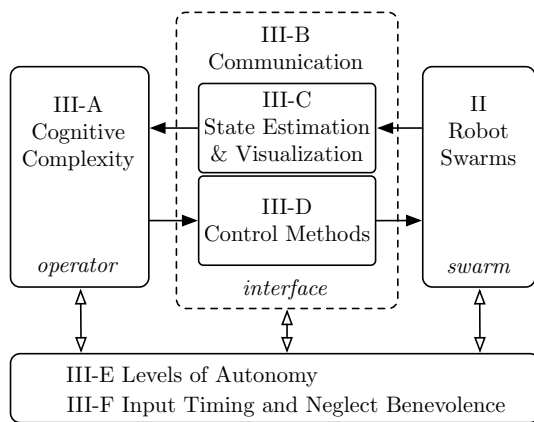 III-A
Cognitive
Complexity
operator
III-B
Communication
III-C
State Estimation
& Visualization
III-D
Control Methods
interface
II
Robot
Swarms
swarm
III-E Levels of Autonomy
III-F Input Timing and Neglect Benevolence